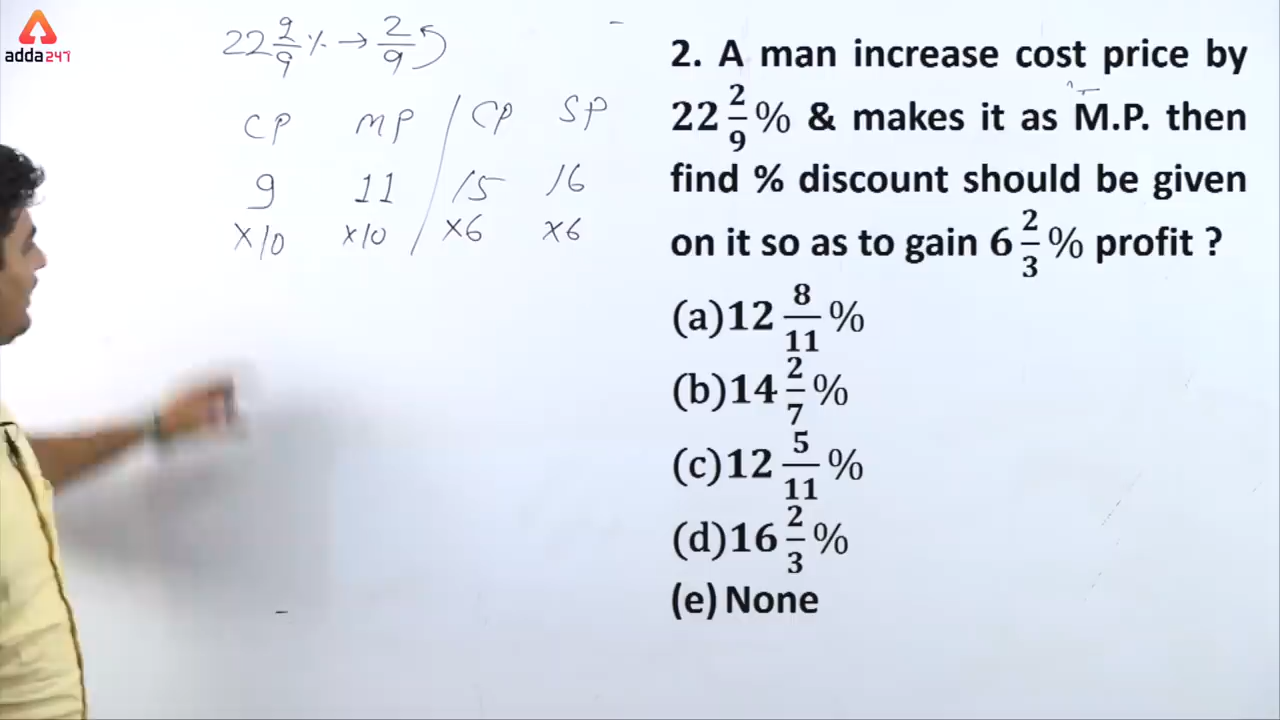 adda247
22 2/9 % → 2/9
CP MP / CP SP
9 11 15 16
×10 ×10 ×6 ×6
2. A man increase cost price by
22 2/9 % & makes it as M.P. then
find % discount should be given
on it so as to gain 6 2/3 % profit ?
(a) 12 8/11 %
(b) 14 2/7 %
(c) 12 5/11 %
(d) 16 2/3 %
(e) None